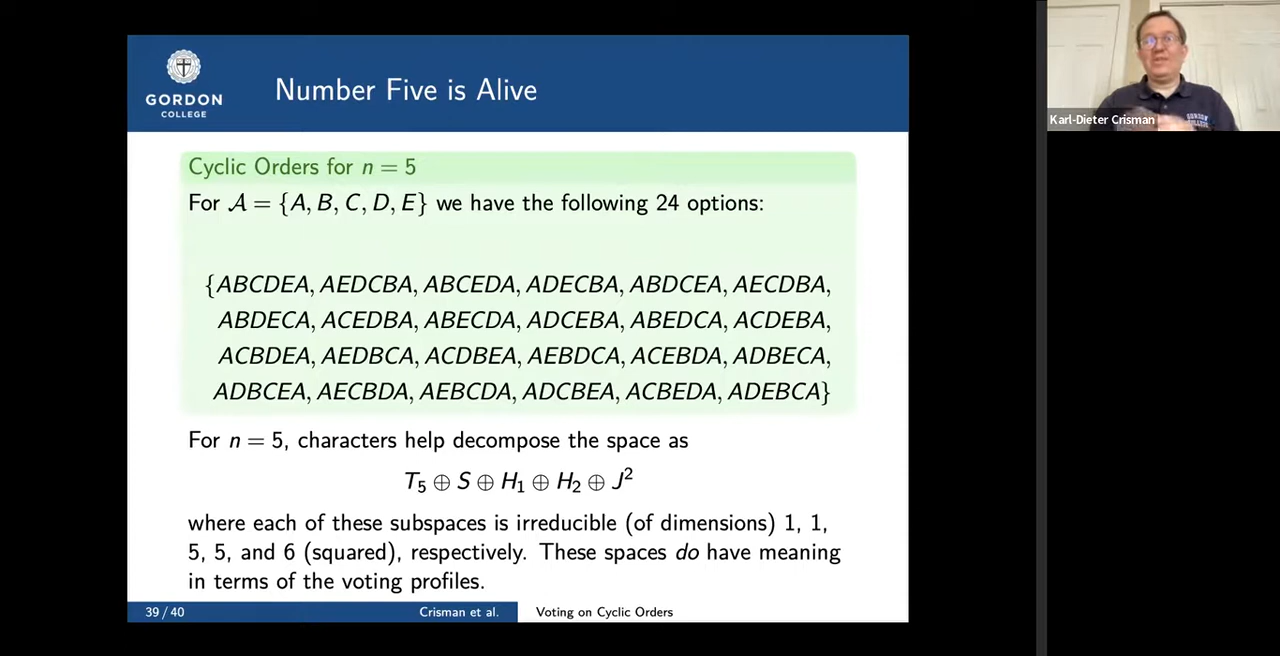 GORDON
COLLEGE
Number Five is Alive
Cyclic Orders for n = 5
For 𝒜 = {A, B, C, D, E} we have the following 24 options:
{ABCDEA, AEDCBA, ABCEDA, ADECBA, ABDCEA, AECDBA,
ABDECA, ACEDBA, ABECDA, ADCEBA, ABEDCA, ACDEBA,
ACBDEA, AEDBCA, ACDBEA, AEBDCA, ACEBDA, ADBECA,
ADBCEA, AECBDA, AEBCDA, ADCBEA, ACBEDA, ADEBCA}
For n = 5, characters help decompose the space as
T₅ ⊕ S ⊕ H₁ ⊕ H₂ ⊕ J²
where each of these subspaces is irreducible (of dimensions) 1, 1,
5, 5, and 6 (squared), respectively. These spaces do have meaning
in terms of the voting profiles.
39 / 40 Crisman et al. Voting on Cyclic Orders
Karl-Dieter Crisman
GORDON
COLLEGE